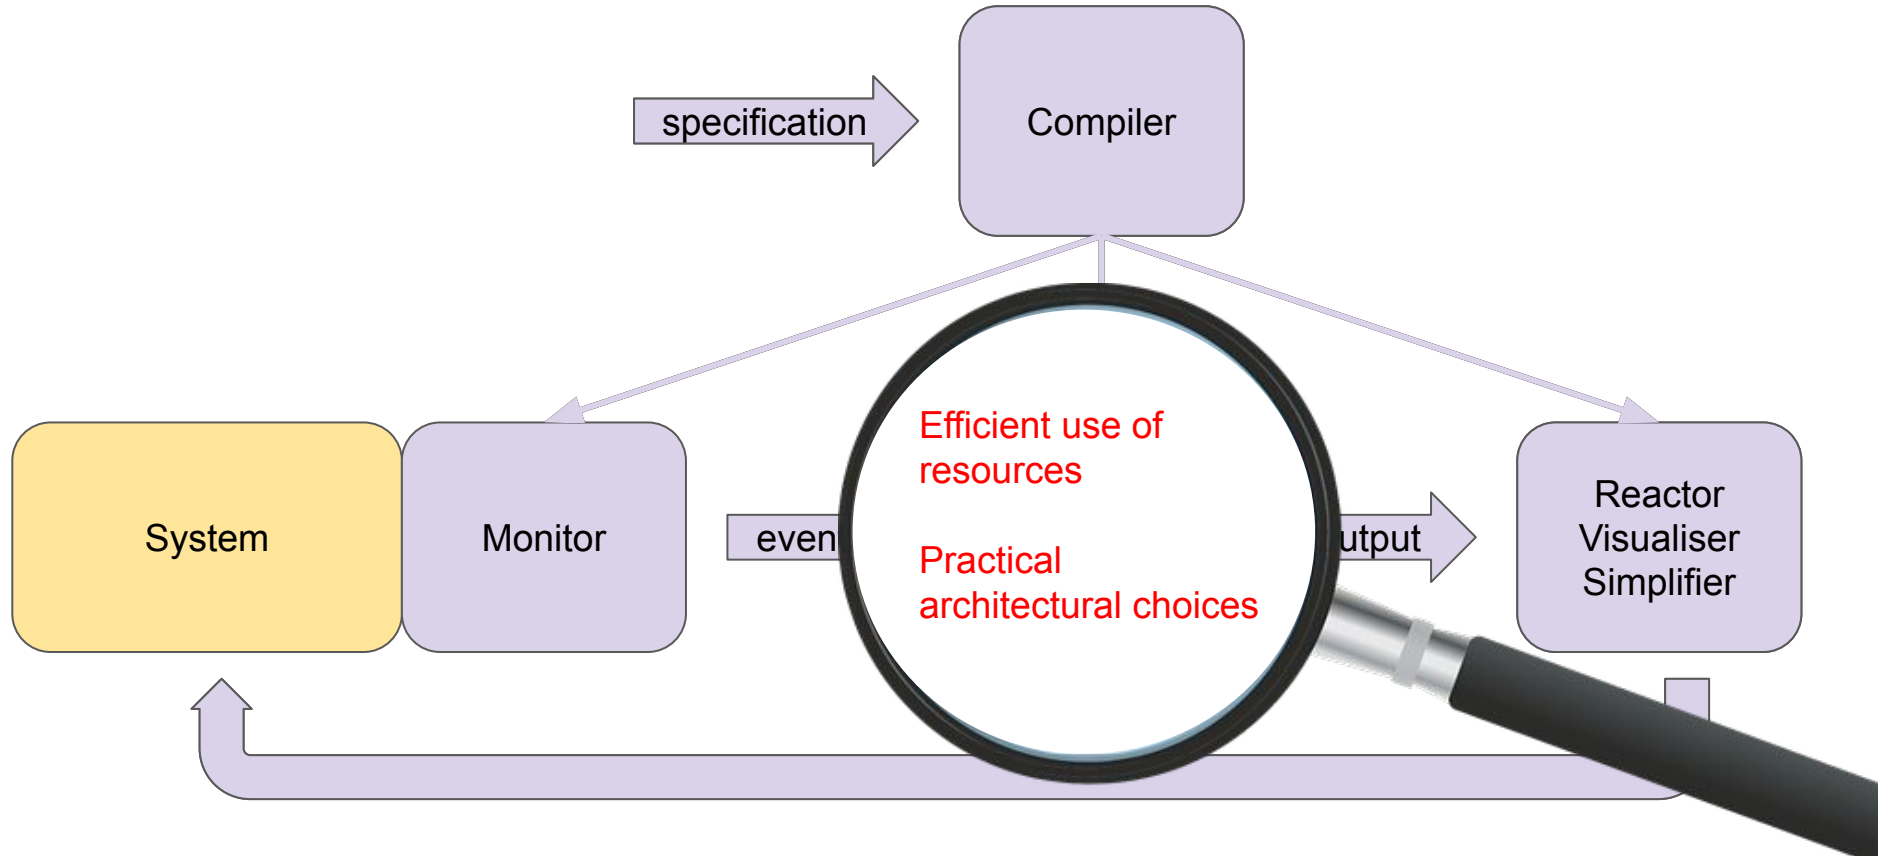 specification
Compiler
System
Monitor
even
Efficient use of
resources
Practical
architectural choices
utput
Reactor
Visualiser
Simplifier